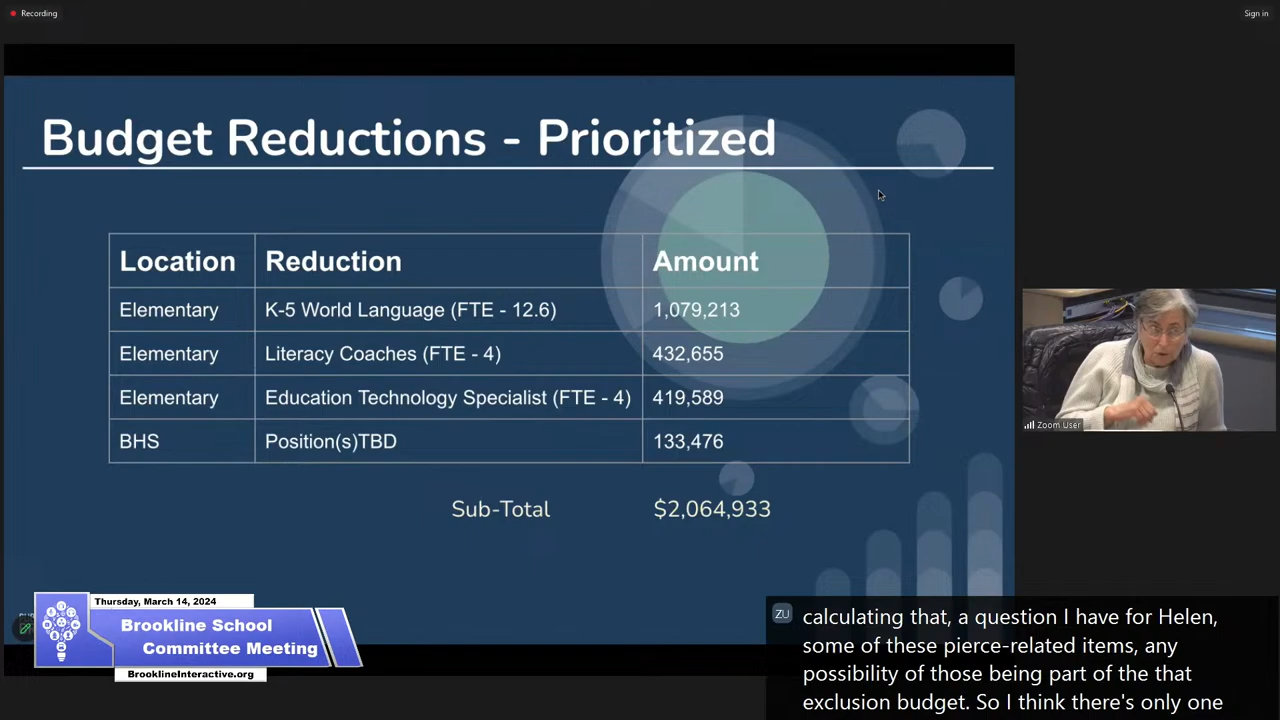 Recording
Sign in
Budget Reductions - Prioritized
Location Reduction Amount
Elementary K-5 World Language (FTE - 12.6) 1,079,213
Elementary Literacy Coaches (FTE - 4) 432,655
Elementary Education Technology Specialist (FTE - 4) 419,589
BHS Position(s)TBD 133,476
Sub-Total $2,064,933
Zoom User
Thursday, March 14, 2024
Brookline School
Committee Meeting
BrooklineInteractive.org
ZU calculating that, a question I have for Helen,
some of these pierce-related items, any
possibility of those being part of the that
exclusion budget. So I think there's only one